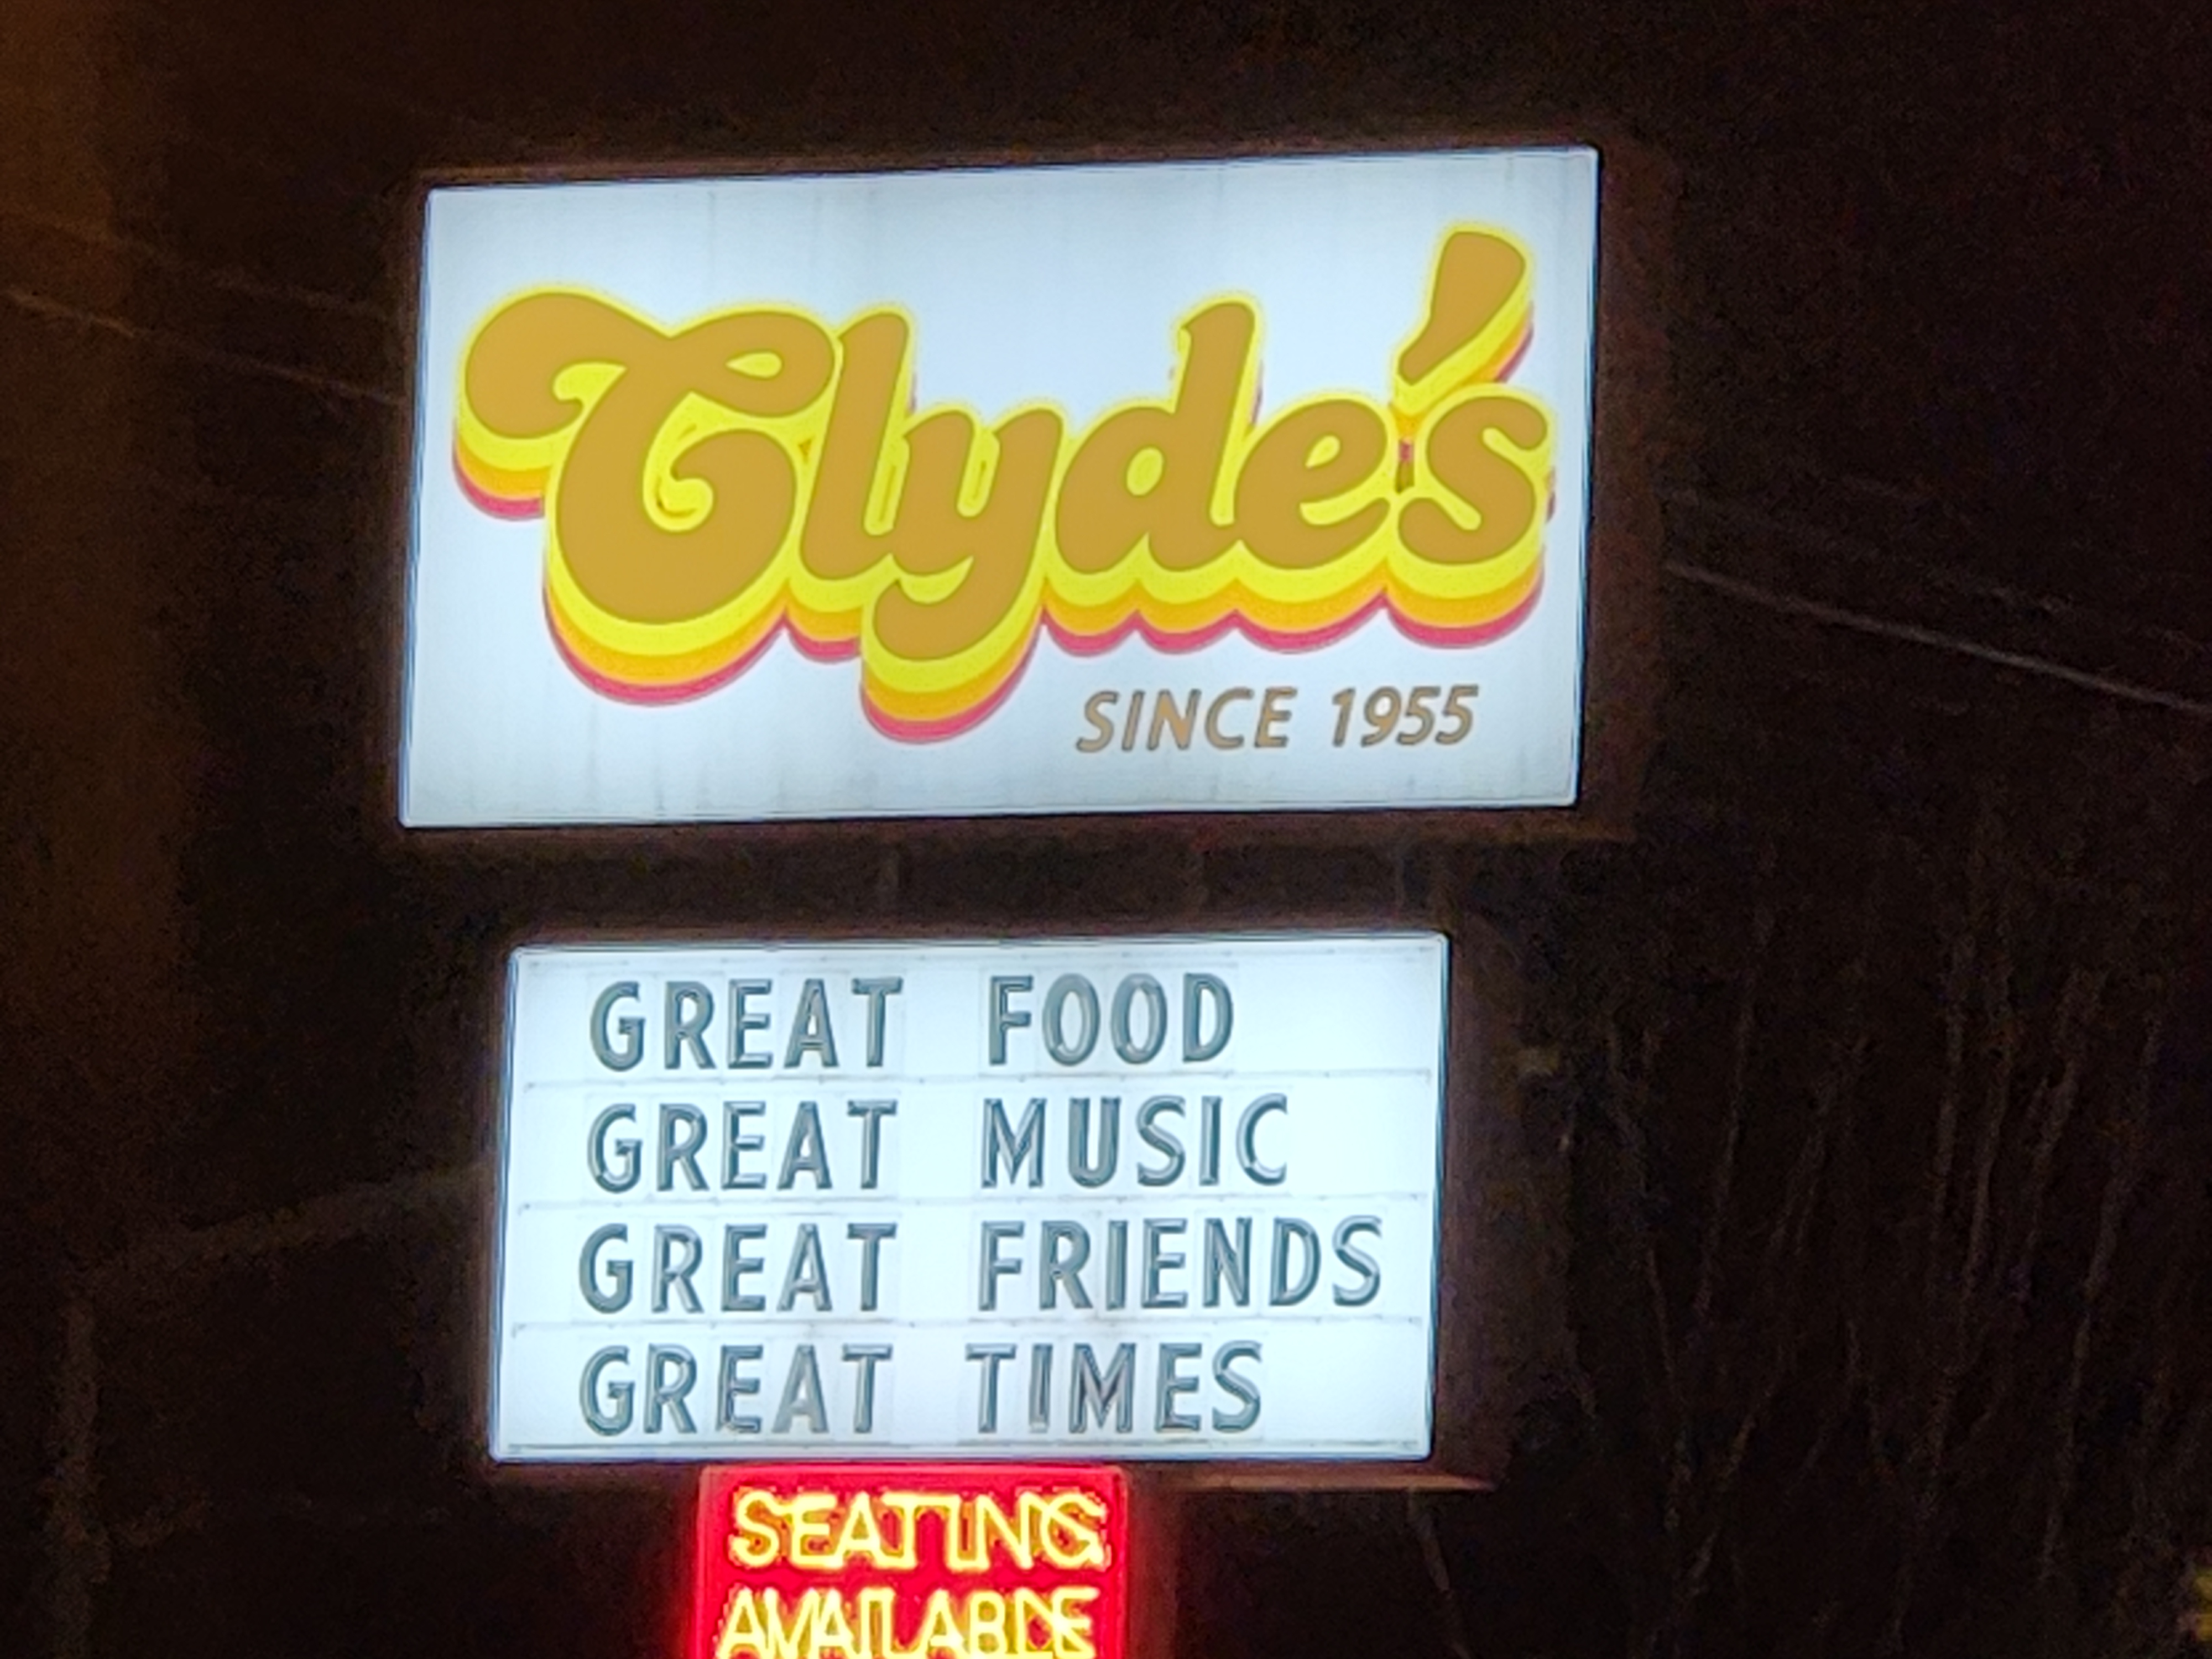 Clyde's
SINCE 1955
GREAT FOOD
GREAT MUSIC
GREAT FRIENDS
GREAT TIMES
SEATING
AVAILABLE